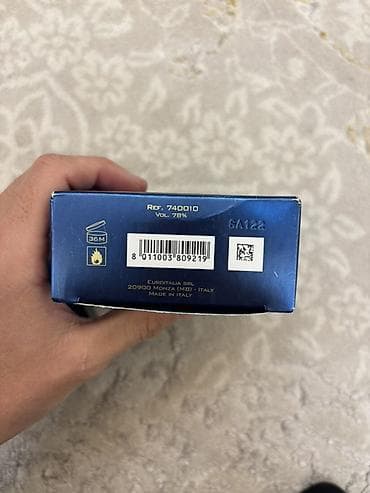 Ref. 740010
Vol. 78%
6A122
36M
8 011003 809219
Euroitalia srl
20900 Monza (MB) - Italy
Made in Italy